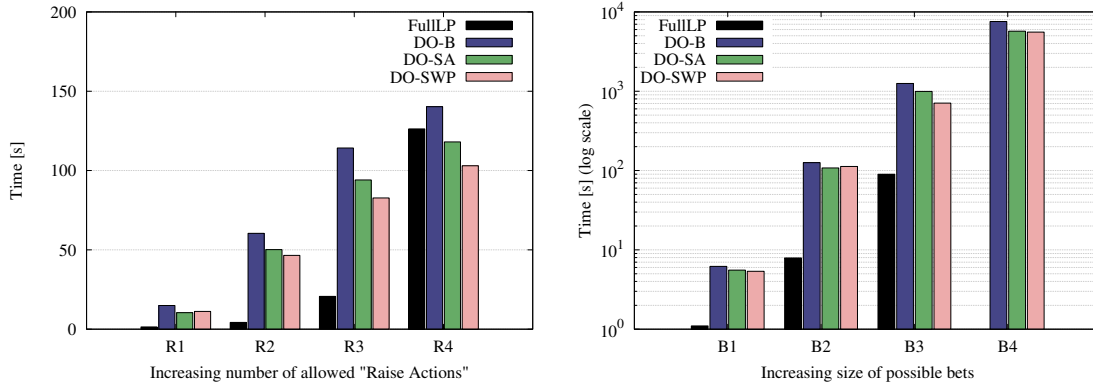 200
150
100
50
0
Time [s]
FullLP
DO-B
DO-SA
DO-SWP
R1 R2 R3 R4
Increasing number of allowed "Raise Actions"
10^4
10^3
10^2
10^1
10^0
Time [s] (log scale)
FullLP
DO-B
DO-SA
DO-SWP
B1 B2 B3 B4
Increasing size of possible bets